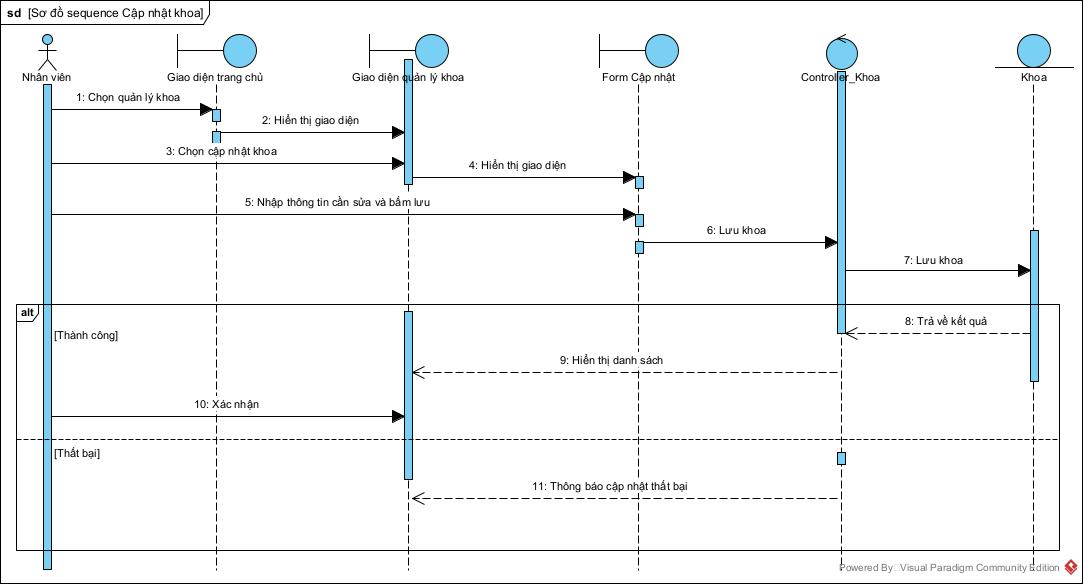 sd [Sơ đồ sequence Cập nhật khoa]
Nhân viên
Giao diện trang chủ
Giao diện quản lý khoa
Form Cập nhật
Controller_Khoa
Khoa
1: Chọn quản lý khoa
2: Hiển thị giao diện
3: Chọn cập nhật khoa
4: Hiển thị giao diện
5: Nhập thông tin cần sửa và bấm lưu
6: Lưu khoa
7: Lưu khoa
alt
8: Trả về kết quả
[Thành công]
9: Hiển thị danh sách
10: Xác nhận
[Thất bại]
11: Thông báo cập nhật thất bại
Powered By Visual Paradigm Community Edition